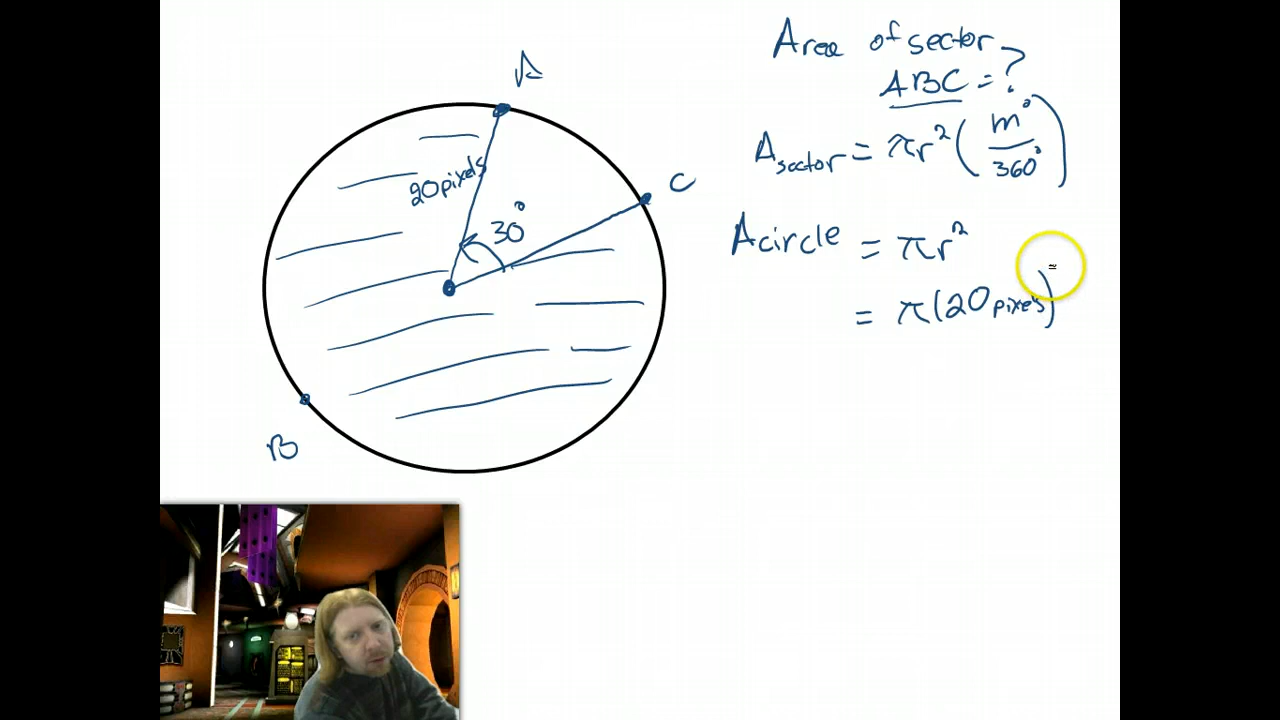 Area of sector
ABC = ?
A sector = πr² (m°/360°)
A circle = πr²
= π(20 pixels)²
A
20 pixels
30°
C
B